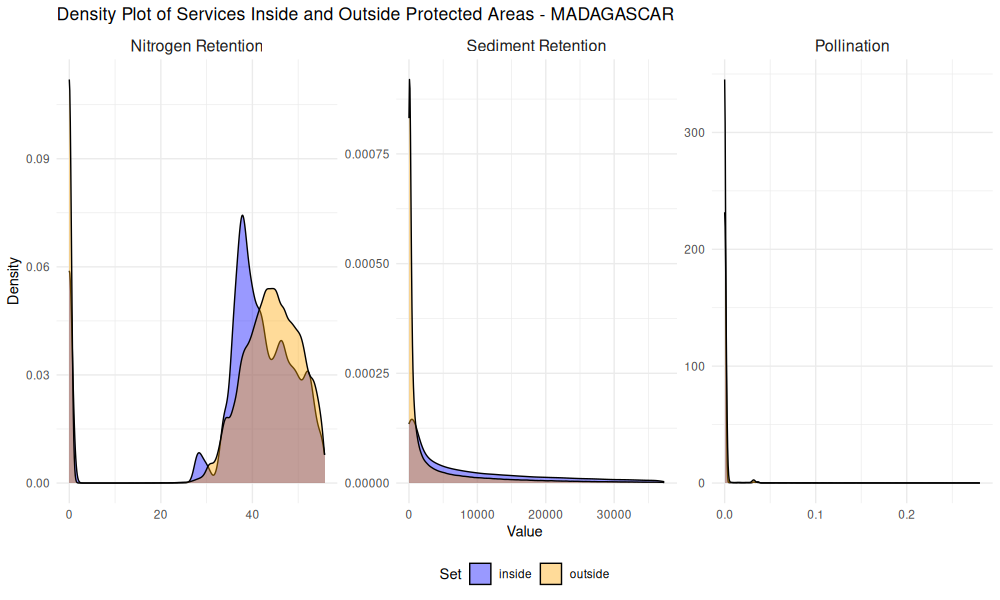 Density Plot of Services Inside and Outside Protected Areas - MADAGASCAR
Nitrogen Retention
Sediment Retention
Pollination
Density
0.09
0.06
0.03
0.00
0.00075
0.00050
0.00025
0.00000
300
200
100
0
0
20
40
0
10000
20000
30000
0.0
0.1
0.2
Value
Set
inside
outside